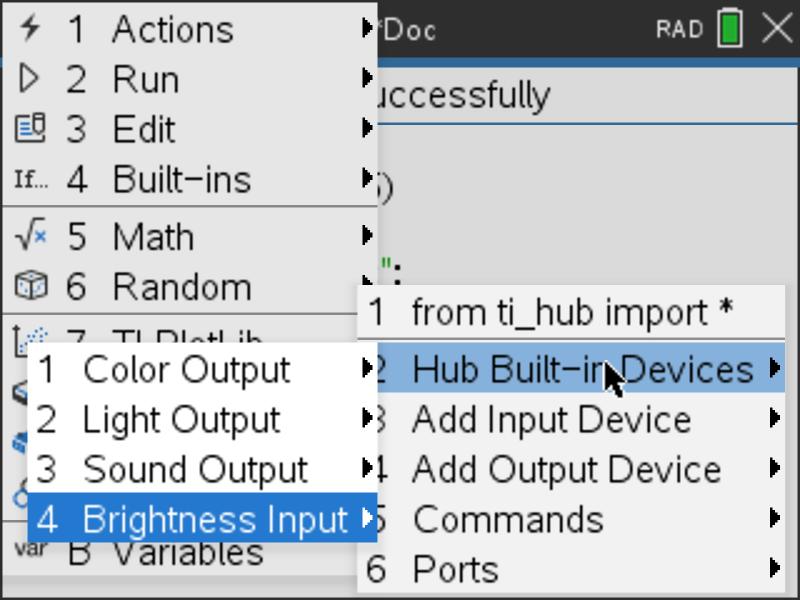 1 Actions
2 Run
3 Edit
If... 4 Built-ins
√x 5 Math
6 Random
7 TI PlotLib
var B Variables
*Doc
RAD
uccessfully
)
":
1 from ti_hub import *
2 Hub Built-in Devices
3 Add Input Device
4 Add Output Device
5 Commands
6 Ports
1 Color Output
2 Light Output
3 Sound Output
4 Brightness Input